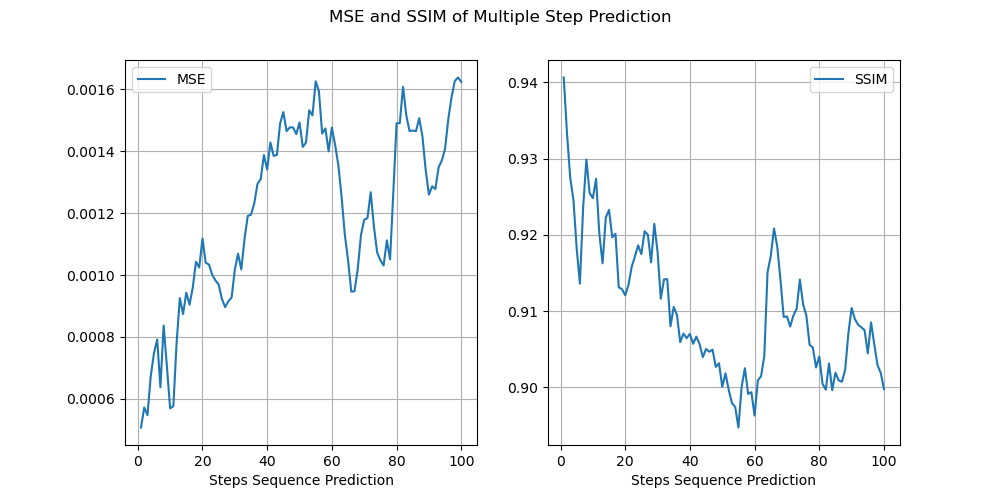 MSE and SSIM of Multiple Step Prediction
MSE
0.0016
0.0014
0.0012
0.0010
0.0008
0.0006
0 20 40 60 80 100
Steps Sequence Prediction
SSIM
0.94
0.93
0.92
0.91
0.90
0 20 40 60 80 100
Steps Sequence Prediction